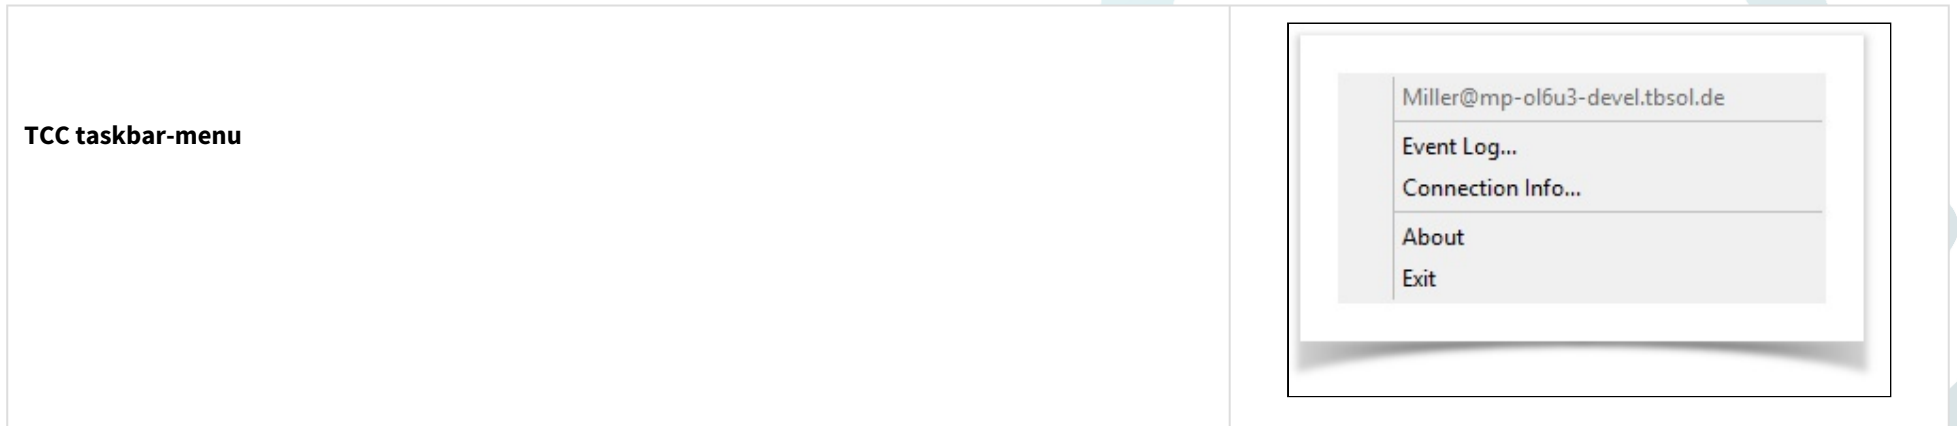 TCC taskbar-menu
Miller@mp-ol6u3-devel.tbsol.de
Event Log...
Connection Info...
About
Exit